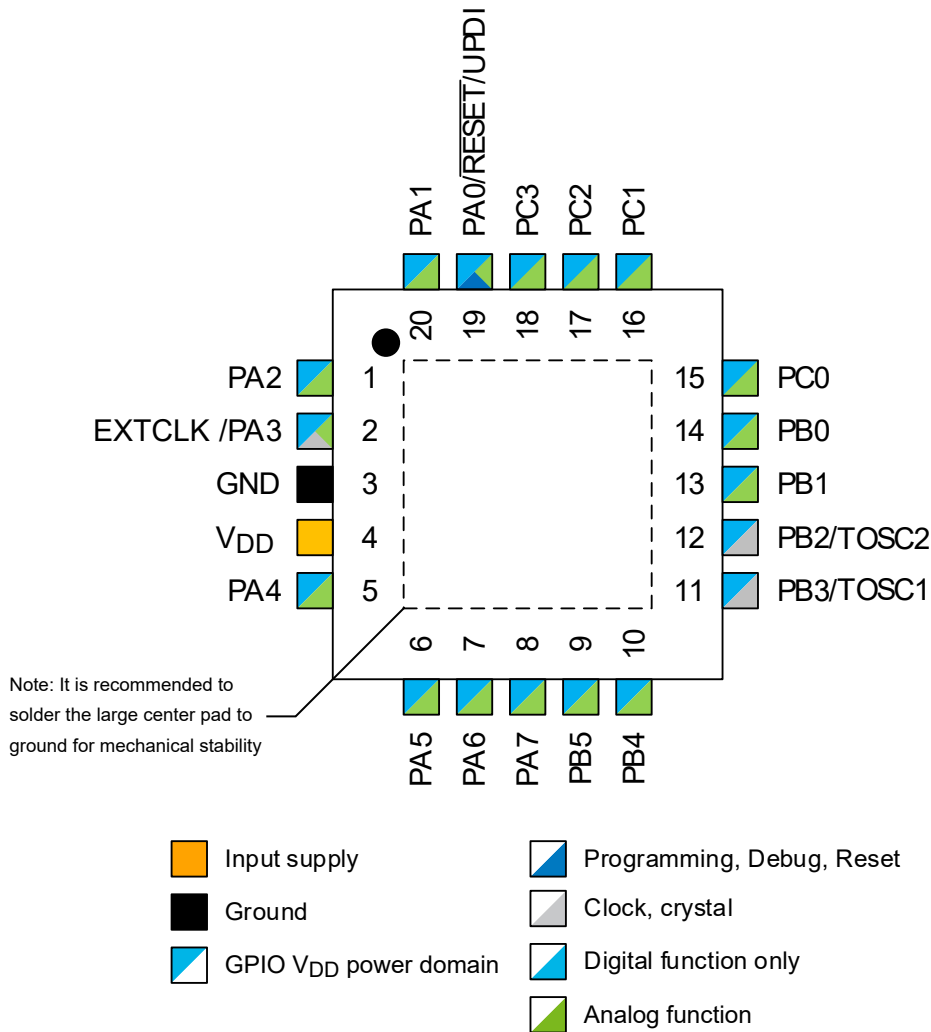 PA1
PA0/RESET/UPDI
PC3
PC2
PC1
20
19
18
17
16
PA2
1
15
PC0
EXTCLK /PA3
2
14
PB0
GND
3
13
PB1
VDD
4
12
PB2/TOSC2
PA4
5
11
PB3/TOSC1
6
7
8
9
10
PA5
PA6
PA7
PB5
PB4
Note: It is recommended to
solder the large center pad to
ground for mechanical stability
Input supply
Ground
GPIO VDD power domain
Programming, Debug, Reset
Clock, crystal
Digital function only
Analog function